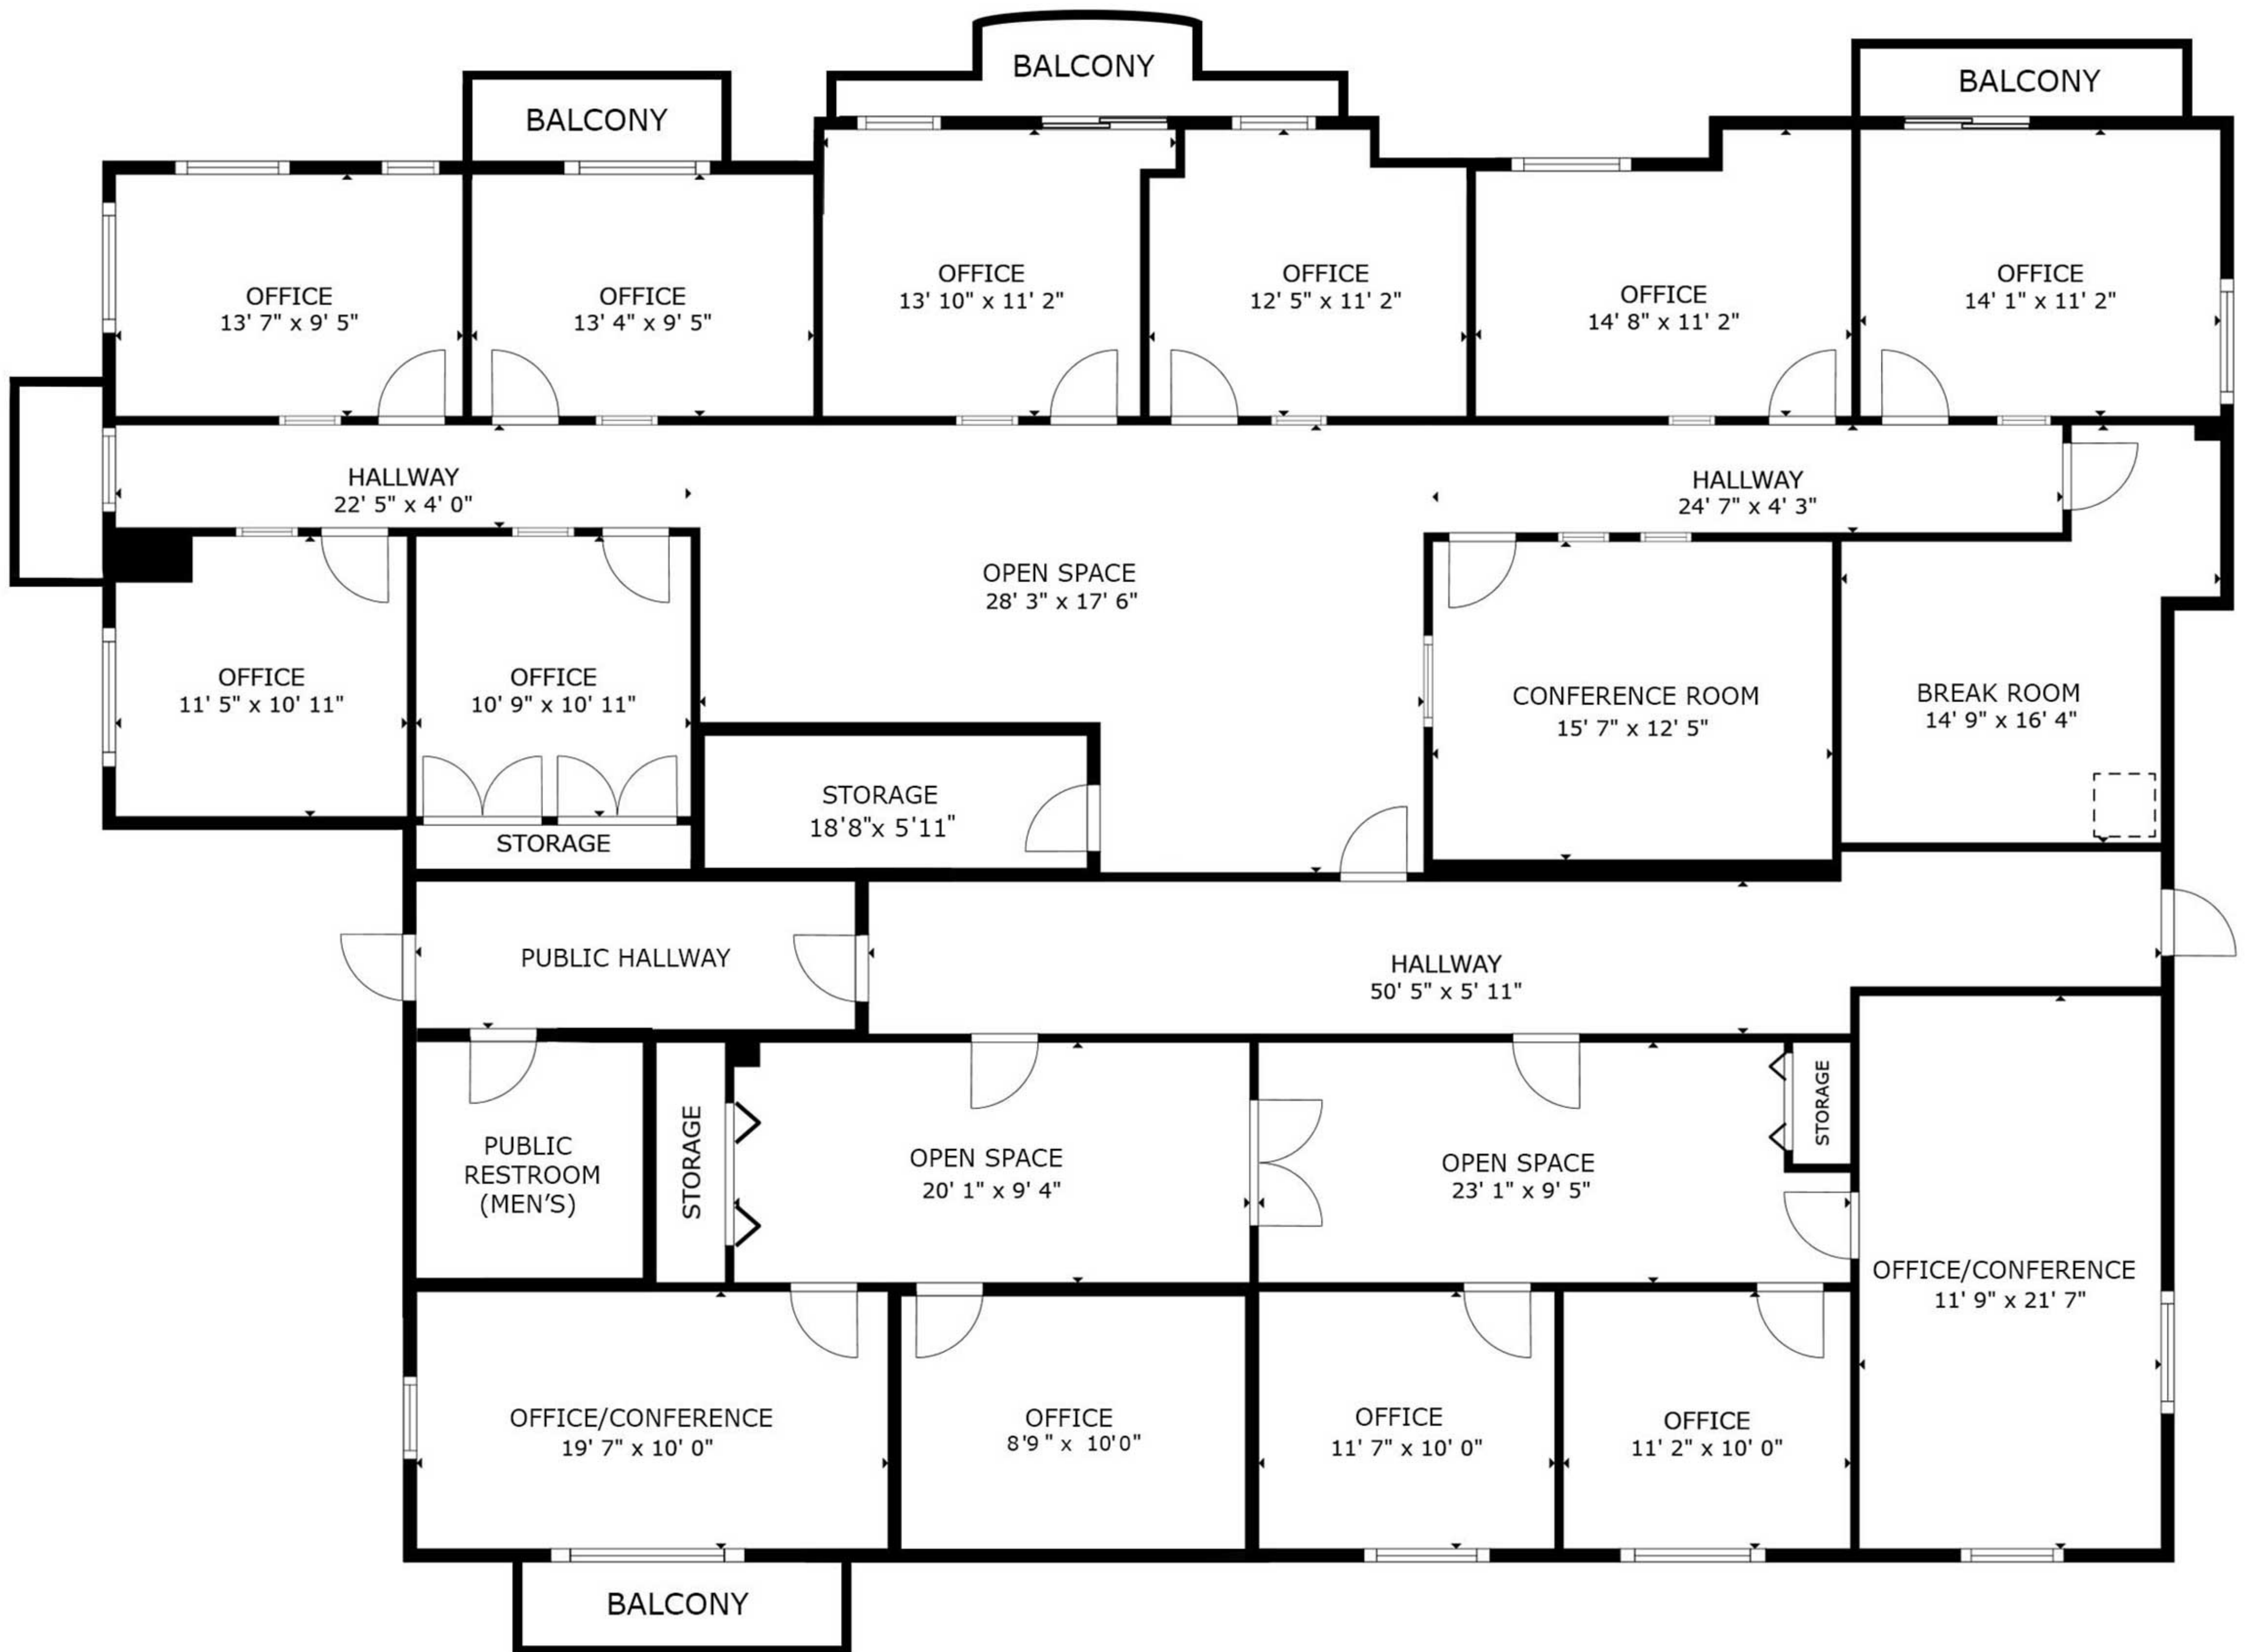 BALCONY
BALCONY
BALCONY
OFFICE
13' 7" x 9' 5"
OFFICE
13' 4" x 9' 5"
OFFICE
13' 10" x 11' 2"
OFFICE
12' 5" x 11' 2"
OFFICE
14' 8" x 11' 2"
OFFICE
14' 1" x 11' 2"
HALLWAY
22' 5" x 4' 0"
HALLWAY
24' 7" x 4' 3"
OPEN SPACE
28' 3" x 17' 6"
OFFICE
11' 5" x 10' 11"
OFFICE
10' 9" x 10' 11"
CONFERENCE ROOM
15' 7" x 12' 5"
BREAK ROOM
14' 9" x 16' 4"
STORAGE
18'8"x 5'11"
STORAGE
PUBLIC HALLWAY
HALLWAY
50' 5" x 5' 11"
PUBLIC
RESTROOM
(MEN'S)
STORAGE
OPEN SPACE
20' 1" x 9' 4"
OPEN SPACE
23' 1" x 9' 5"
STORAGE
OFFICE/CONFERENCE
11' 9" x 21' 7"
OFFICE/CONFERENCE
19' 7" x 10' 0"
OFFICE
8'9 " x 10'0"
OFFICE
11' 7" x 10' 0"
OFFICE
11' 2" x 10' 0"
BALCONY